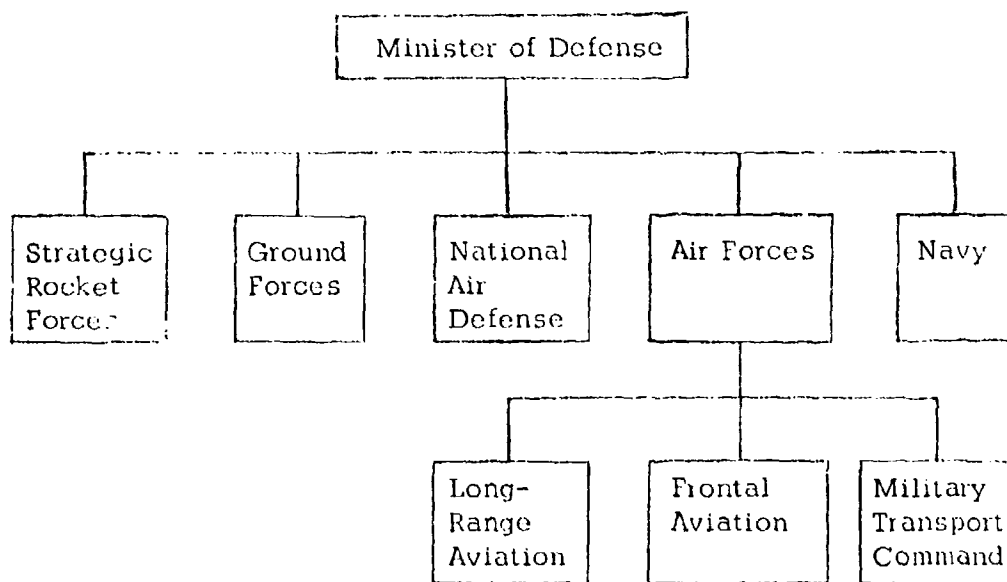 Minister of Defense
Strategic
Rocket
Forces
Ground
Forces
National
Air
Defense
Air Forces
Navy
Long-
Range
Aviation
Frontal
Aviation
Military
Transport
Command